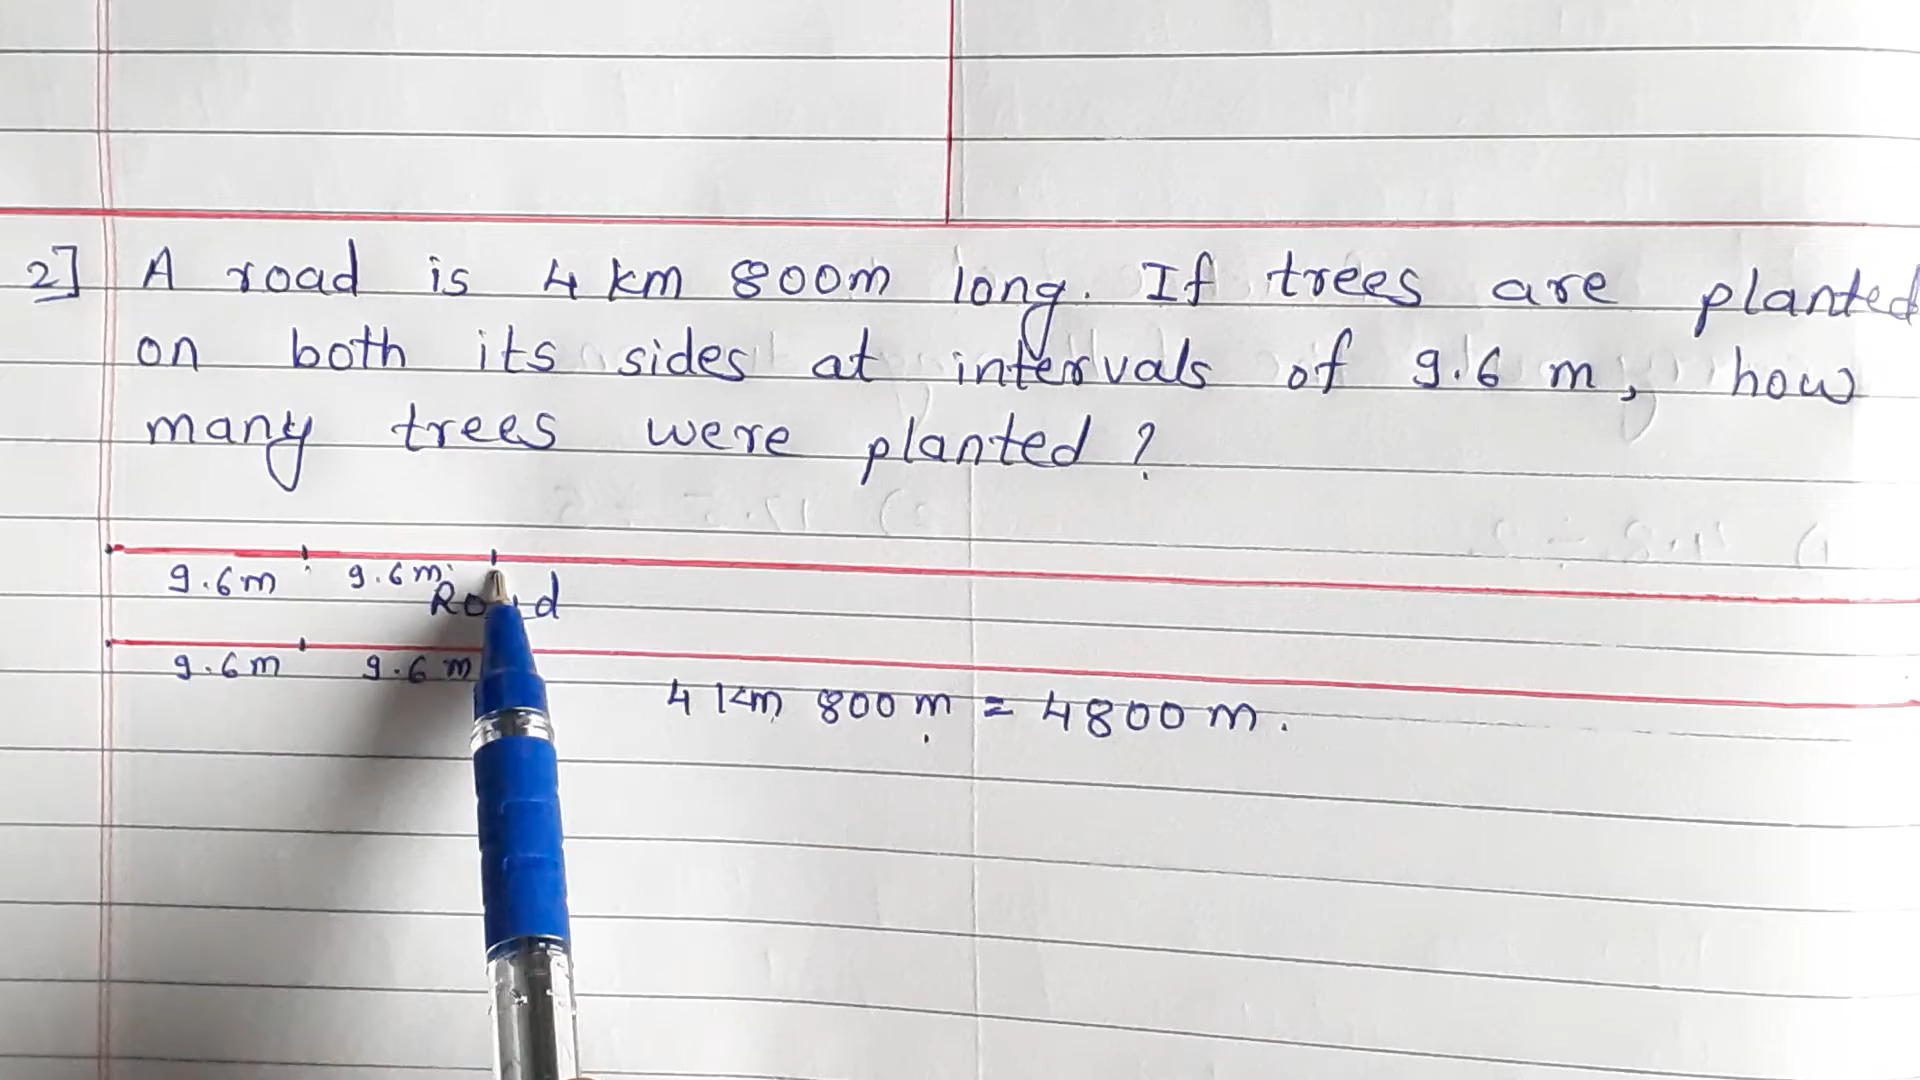 2] A road is 4 km 800m long. If trees are planted
on both its sides at intervals of 9.6 m, how
many trees were planted?
9.6m 9.6m
Road
9.6m 9.6m
4 km 800 m = 4800 m.